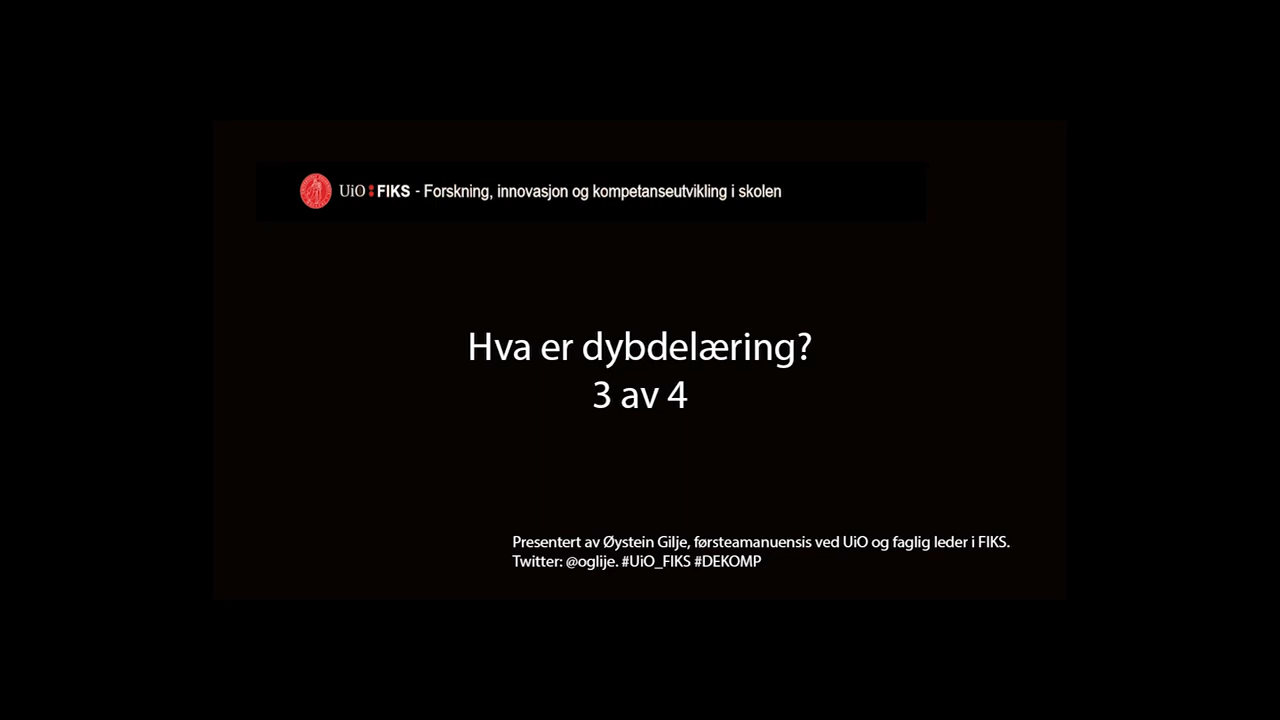 UiO:FIKS - Forskning, innovasjon og kompetanseutvikling i skolen
Hva er dybdelæring?
3 av 4
Presentert av Øystein Gilje, førsteamanuensis ved UiO og faglig leder i FIKS.
Twitter: @oglije. #UiO_FIKS #DEKOMP